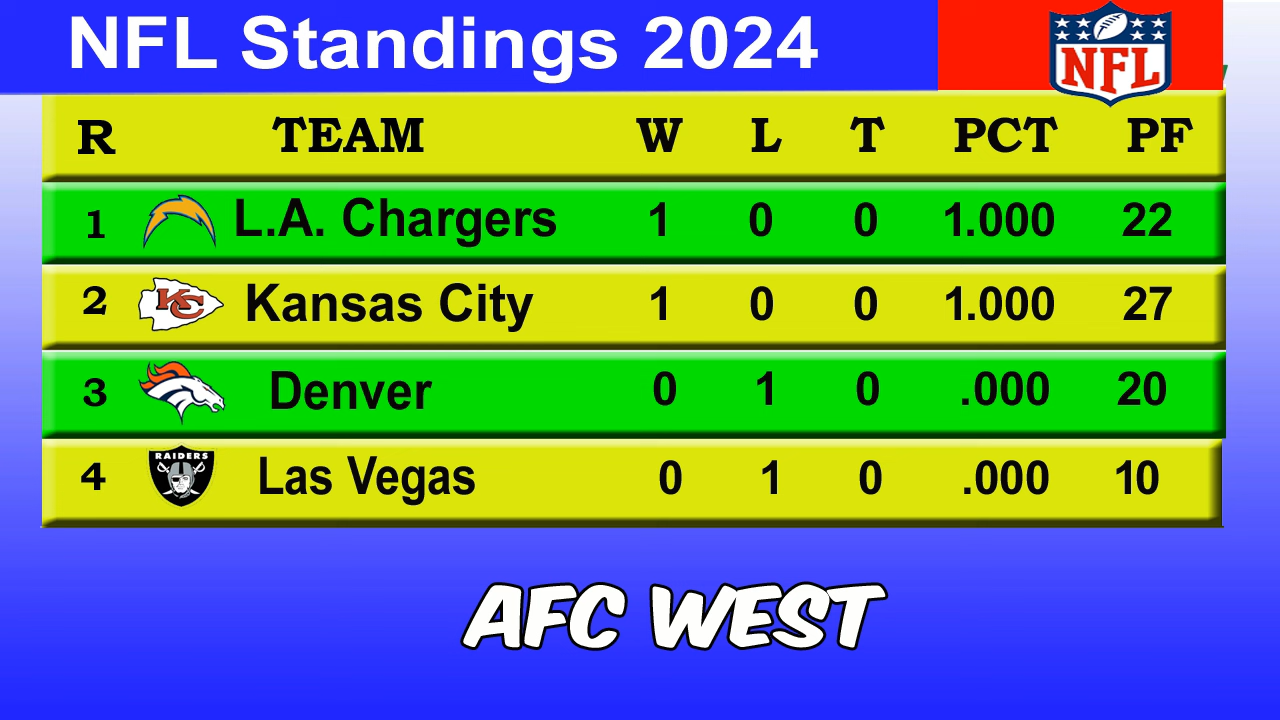 NFL Standings 2024
NFL
R TEAM W L T PCT PF
1 L.A. Chargers 1 0 0 1.000 22
2 KC Kansas City 1 0 0 1.000 27
3 Denver 0 1 0 .000 20
RAIDERS
4 Las Vegas 0 1 0 .000 10
AFC WEST